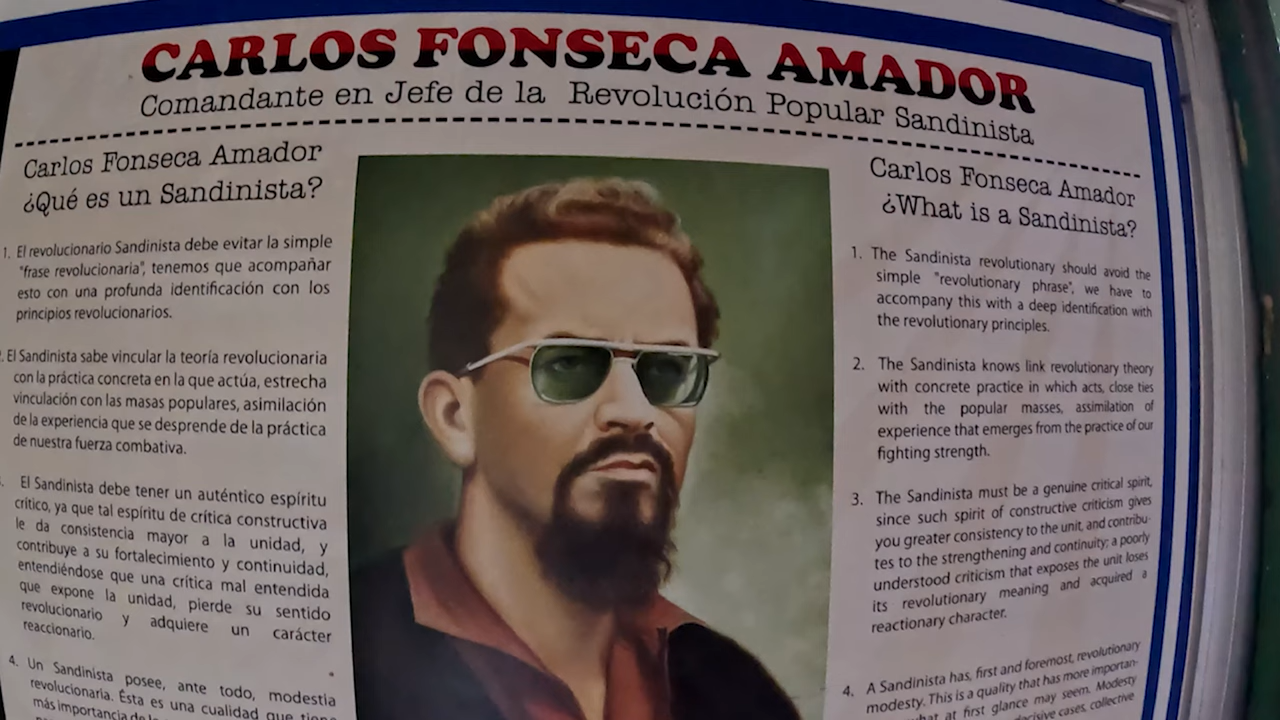 CARLOS FONSECA AMADOR
Comandante en Jefe de la Revolución Popular Sandinista
Carlos Fonseca Amador
¿Qué es un Sandinista?
1. El revolucionario Sandinista debe evitar la simple
"frase revolucionaria", tenemos que acompañar
esto con una profunda identificación con los
principios revolucionarios.
. El Sandinista sabe vincular la teoría revolucionaria
con la práctica concreta en la que actúa, estrecha
vinculación con las masas populares, asimilación
de la experiencia que se desprende de la práctica
de nuestra fuerza combativa.
. El Sandinista debe tener un auténtico espíritu
crítico, ya que tal espíritu de crítica constructiva
le da consistencia mayor a la unidad, y
contribuye a su fortalecimiento y continuidad,
entendiéndose que una crítica mal entendida
que expone la unidad, pierde su sentido
revolucionario y adquiere un carácter
reaccionario.
4. Un Sandinista posee, ante todo, modestia
revolucionaria. Ésta es una cualidad que tiene
más importancia de
Carlos Fonseca Amador
¿What is a Sandinista?
1. The Sandinista revolutionary should avoid the
simple "revolutionary phrase", we have to
accompany this with a deep identification with
the revolutionary principles.
2. The Sandinista knows link revolutionary theory
with concrete practice in which acts, close ties
with the popular masses, assimilation of
experience that emerges from the practice of our
fighting strength.
3. The Sandinista must be a genuine critical spirit,
since such spirit of constructive criticism gives
you greater consistency to the unit, and contribu-
tes to the strengthening and continuity; a poorly
understood criticism that exposes the unit loses
its revolutionary meaning and acquired a
reactionary character.
4. A Sandinista has, first and foremost, revolutionary
modesty. This is a quality that has more importan-
what at first glance may seem. Modesty
decisive cases, collective